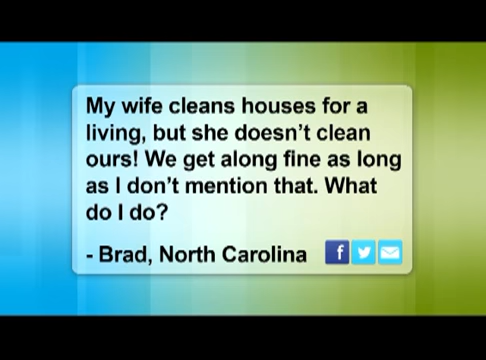 My wife cleans houses for a
living, but she doesn't clean
ours! We get along fine as long
as I don't mention that. What
do I do?
- Brad, North Carolina